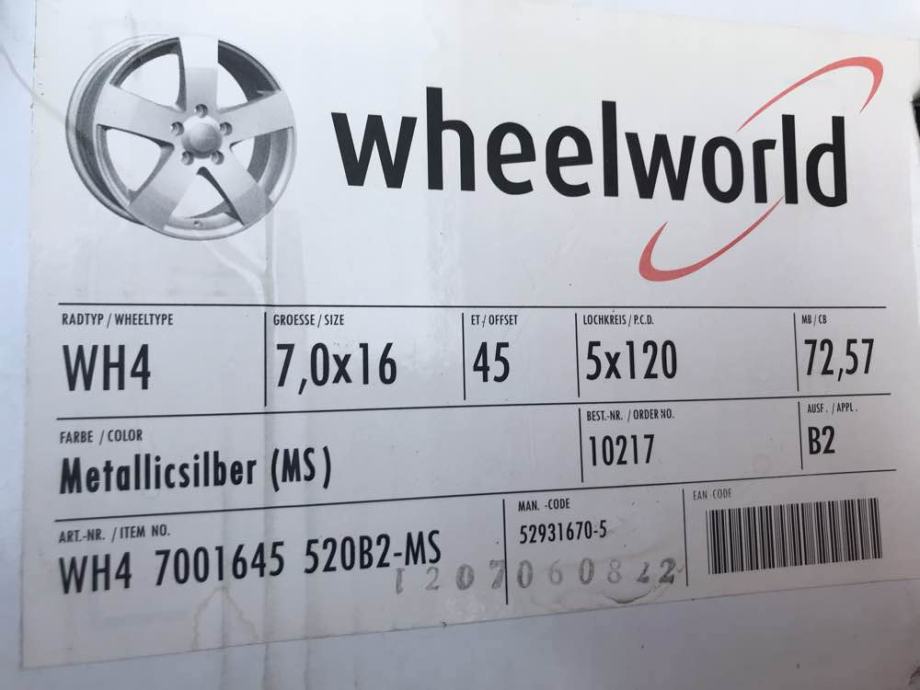 wheelworld
RADTYP / WHEELTYPE
GROESSE / SIZE
ET / OFFSET
LOCHKREIS / P.C.D.
MB / CB
WH4
7,0x16
45
5x120
72,57
FARBE / COLOR
BEST.-NR. / ORDER NO.
AUSF. / APPL.
Metallicsilber (MS)
10217
B2
ART.-NR. / ITEM NO.
MAN. -CODE
EAN-CODE
WH4 7001645 520B2-MS
52931670-5